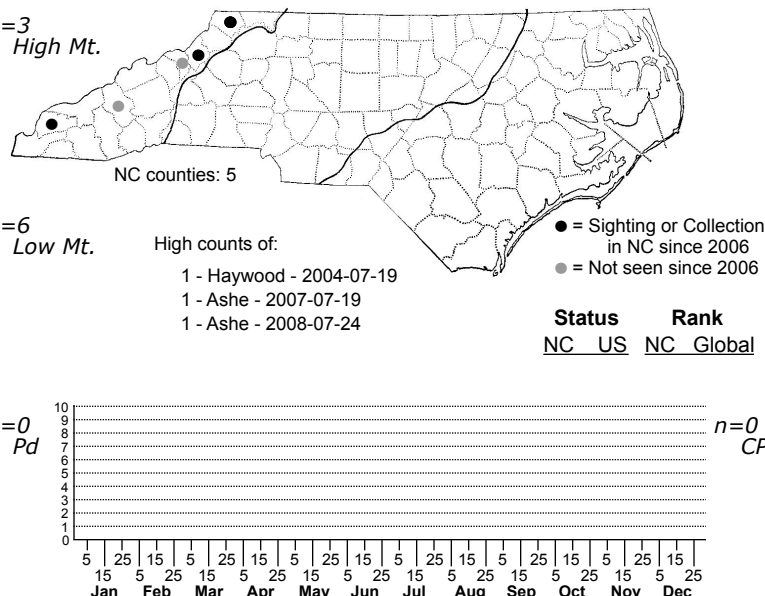 =3
High Mt.
NC counties: 5
=6
Low Mt.
High counts of:
1 - Haywood - 2004-07-19
1 - Ashe - 2007-07-19
1 - Ashe - 2008-07-24
= Sighting or Collection
in NC since 2006
= Not seen since 2006
Status Rank
NC US NC Global
=0
Pd
n=0
CP
10
9
8
7
6
5
4
3
2
1
0
5 25 15 5 25 15 5 25 15 5 25 15 5 25 15 5 25 15
15 5 25 15 5 25 15 5 25 15 5 25 15 5 25 15 5 25
Jan Feb Mar Apr May Jun Jul Aug Sep Oct Nov Dec